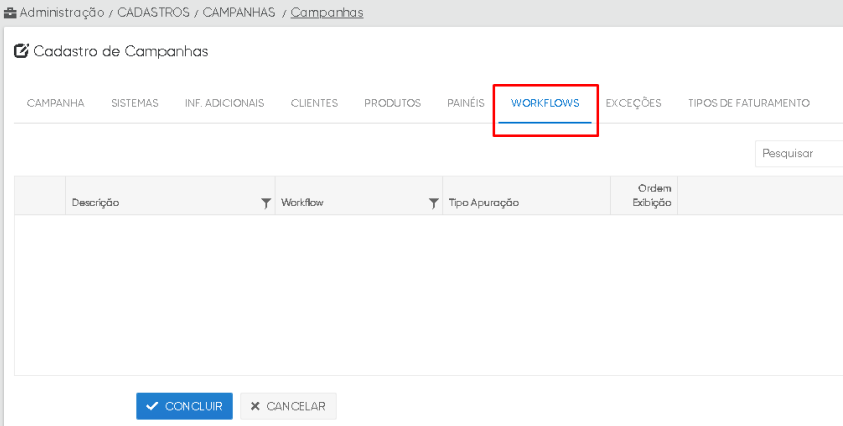 Administração / CADASTROS / CAMPANHAS / Campanhas
Cadastro de Campanhas
CAMPANHA SISTEMAS INF. ADICIONAIS CLIENTES PRODUTOS PAINÉIS WORKFLOWS EXCEÇÕES TIPOS DE FATURAMENTO
Pesquisar
Descrição Workflow Tipo Apuração Ordem
Exibição
CONCLUIR CANCELAR